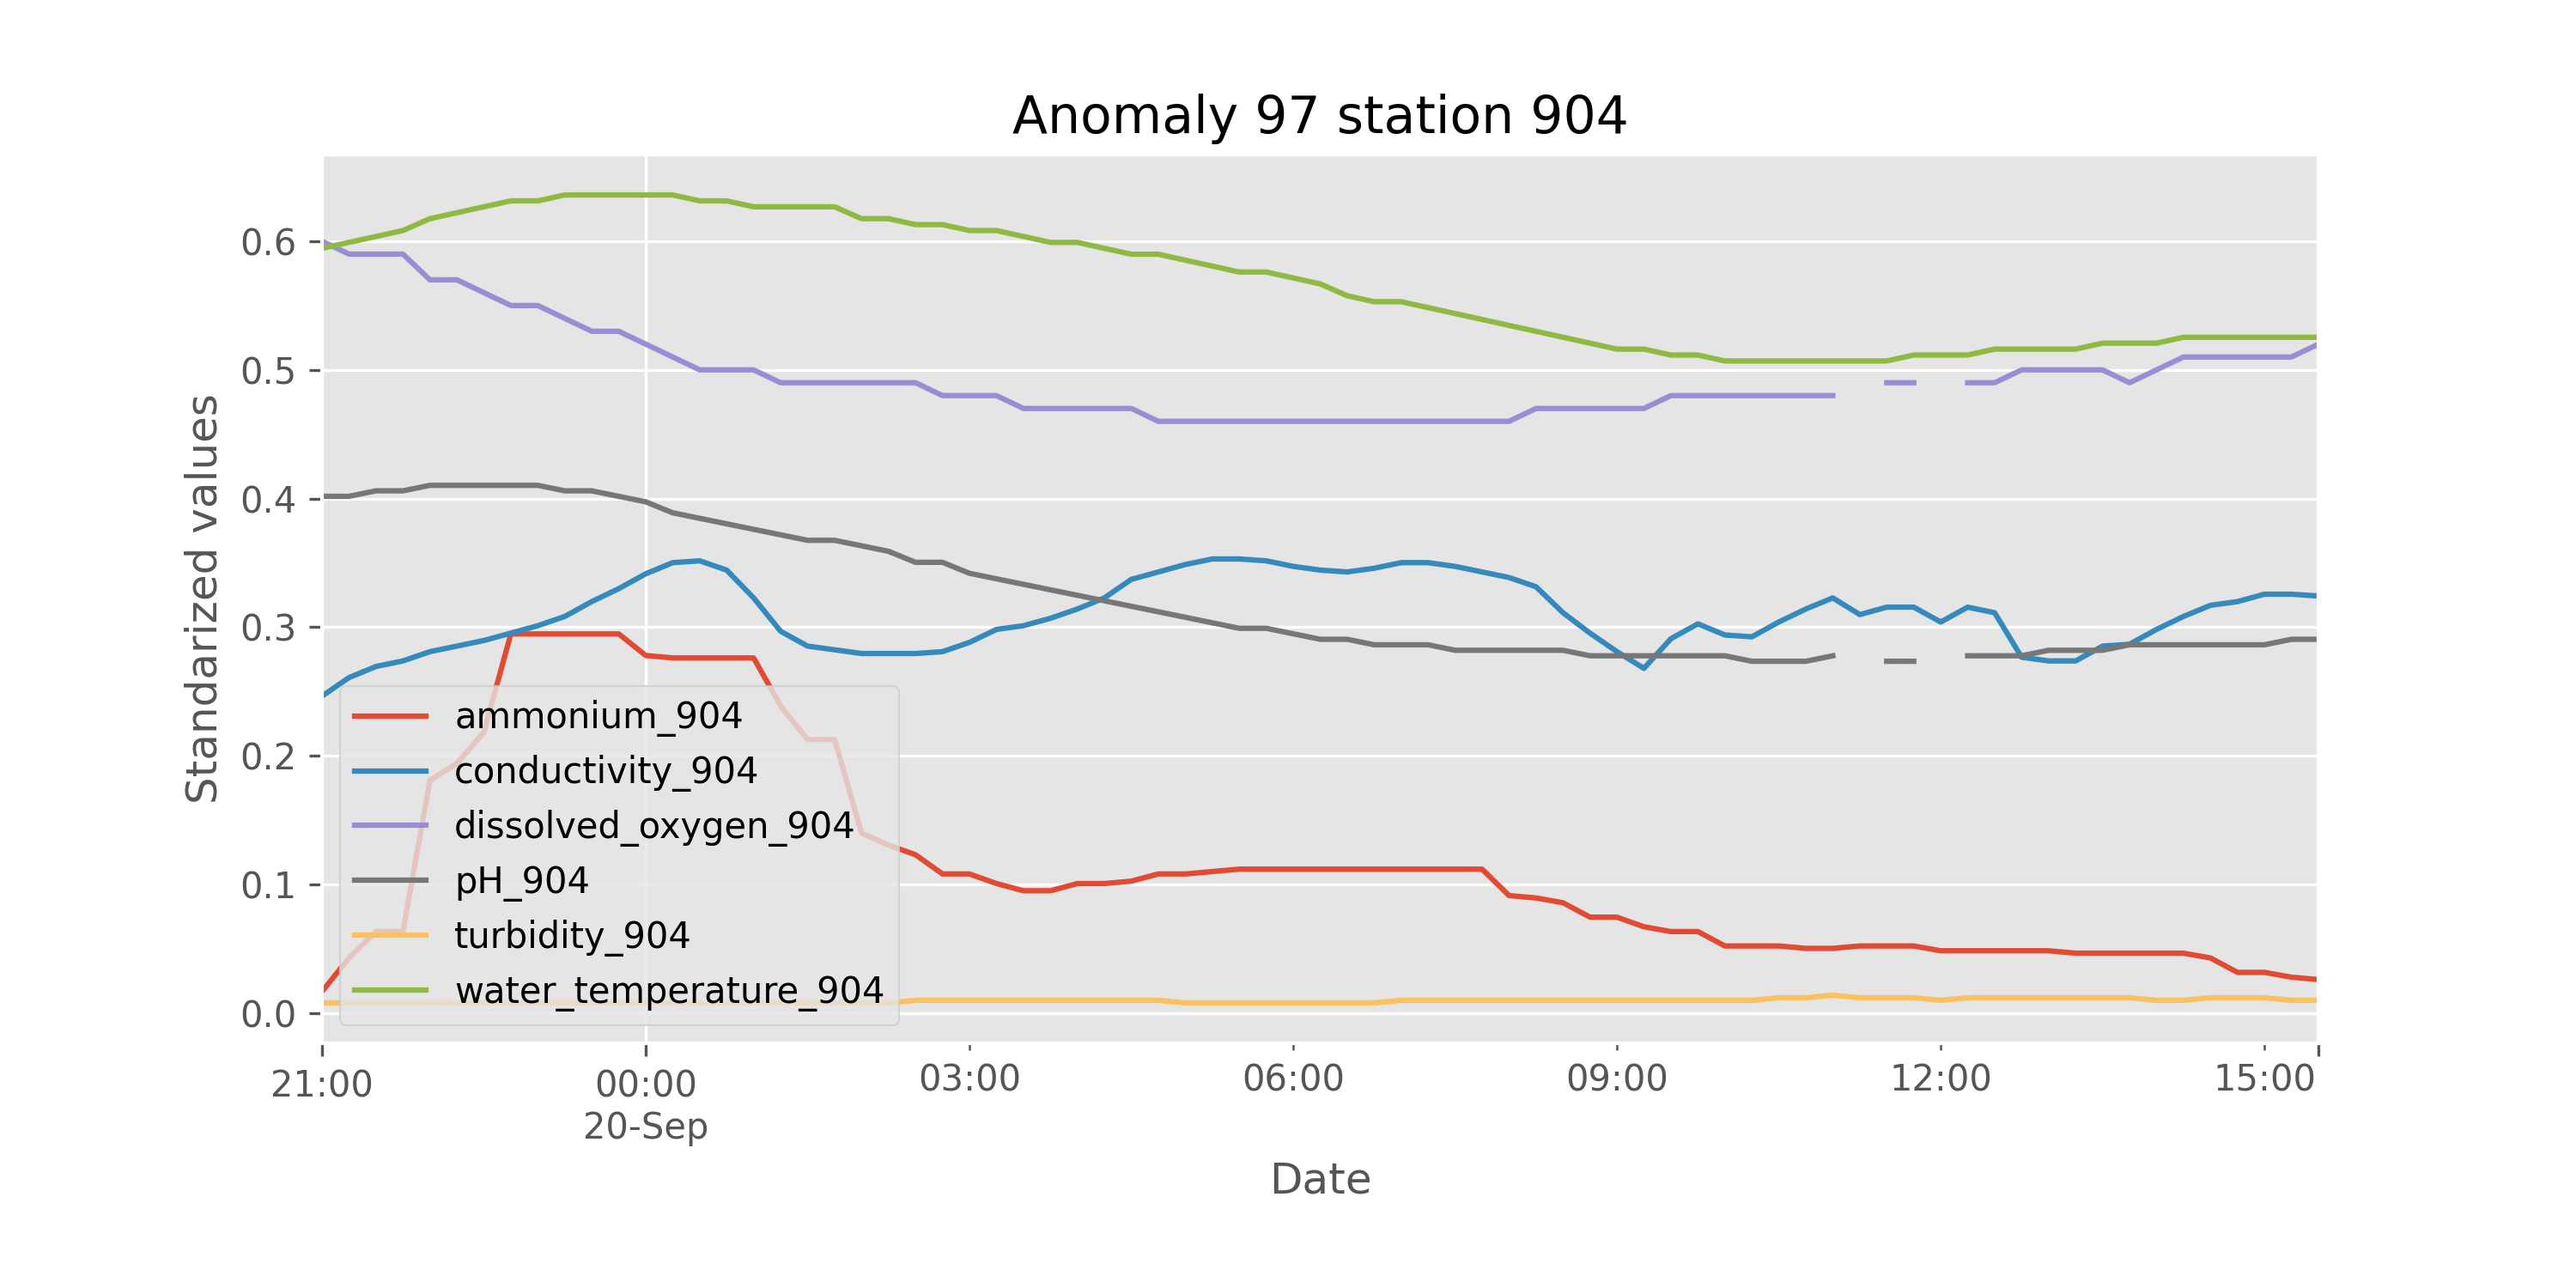 Anomaly 97 station 904
Standarized values
0.6
0.5
0.4
0.3
0.2
0.1
0.0
ammonium_904
conductivity_904
dissolved_oxygen_904
pH_904
turbidity_904
water_temperature_904
21:00
00:00
20-Sep
03:00
06:00
09:00
12:00
15:00
Date